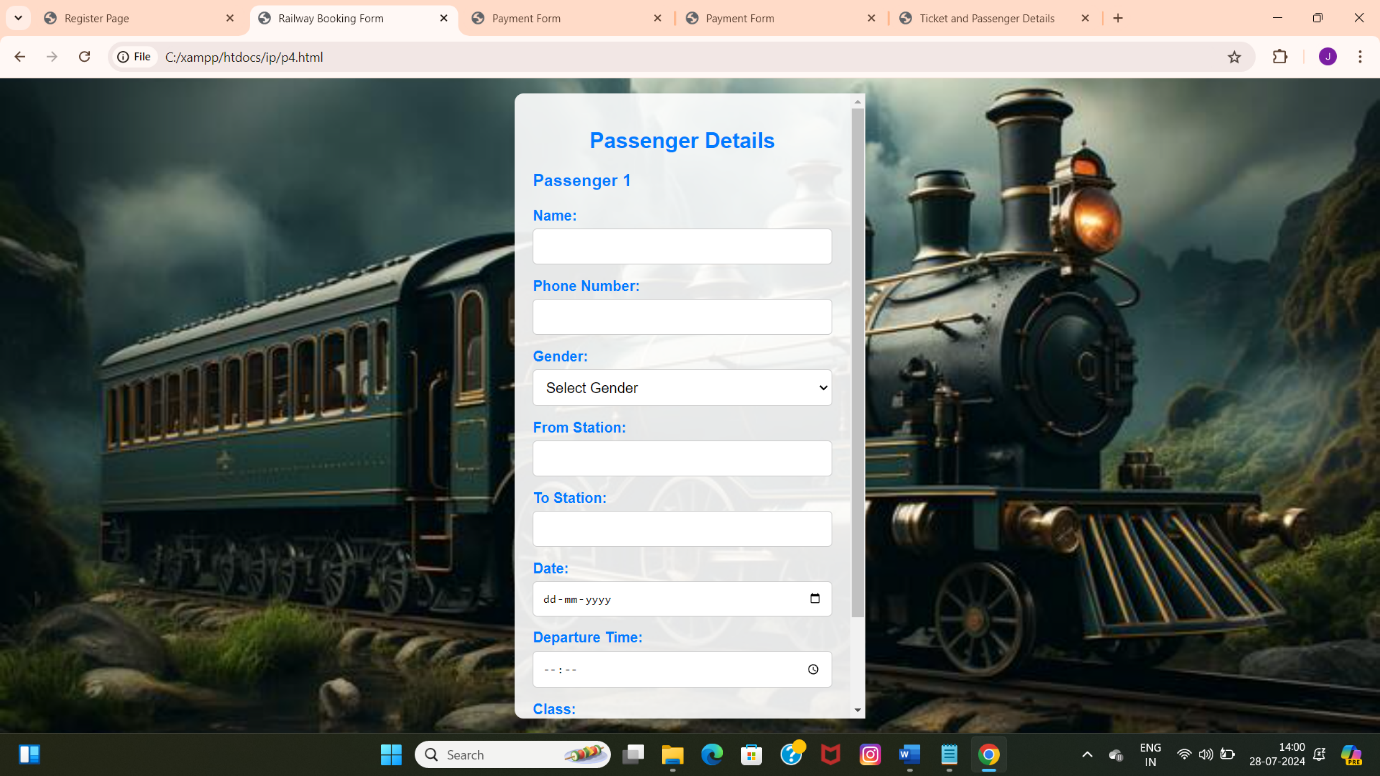 Register Page
Railway Booking Form
Payment Form
Payment Form
Ticket and Passenger Details
File
C:/xampp/htdocs/ip/p4.html
J
Passenger Details
Passenger 1
Name:
Phone Number:
Gender:
Select Gender
From Station:
To Station:
Date:
dd-mm-yyyy
Departure Time:
--:--
Class:
Search
ENG
IN
14:00
28-07-2024
PRE